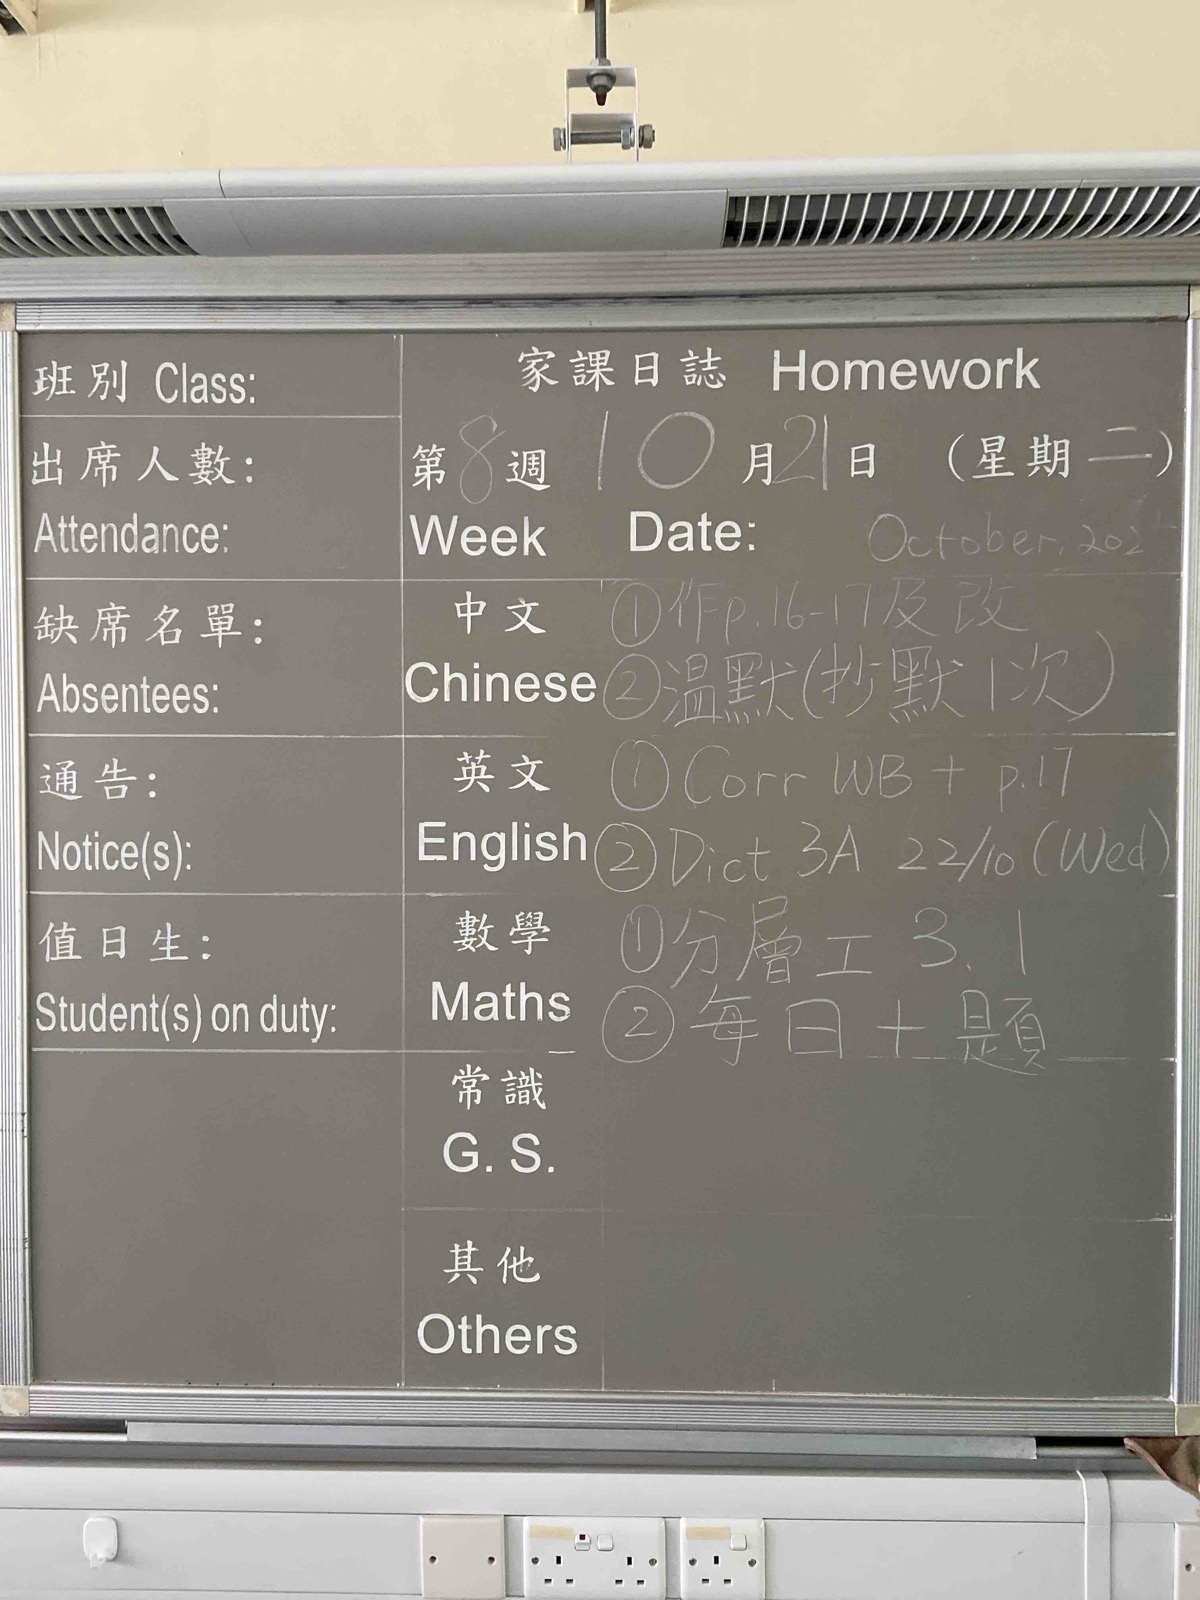 班別 Class:
出席人數:
Attendance:
缺席名單:
Absentees:
通告:
Notice(s):
值日生:
Student(s) on duty:
家課日誌 Homework
第8週 10月21日 (星期二)
Week Date: October,
中文 ①作p.16-17及改
Chinese ②溫默(抄默1次)
英文 ①Corr WB + p.17
English ②Dict 3A 22/10 (Wed)
數學 ①分層工 3.1
Maths ②每日十題
常識
G. S.
其他
Others